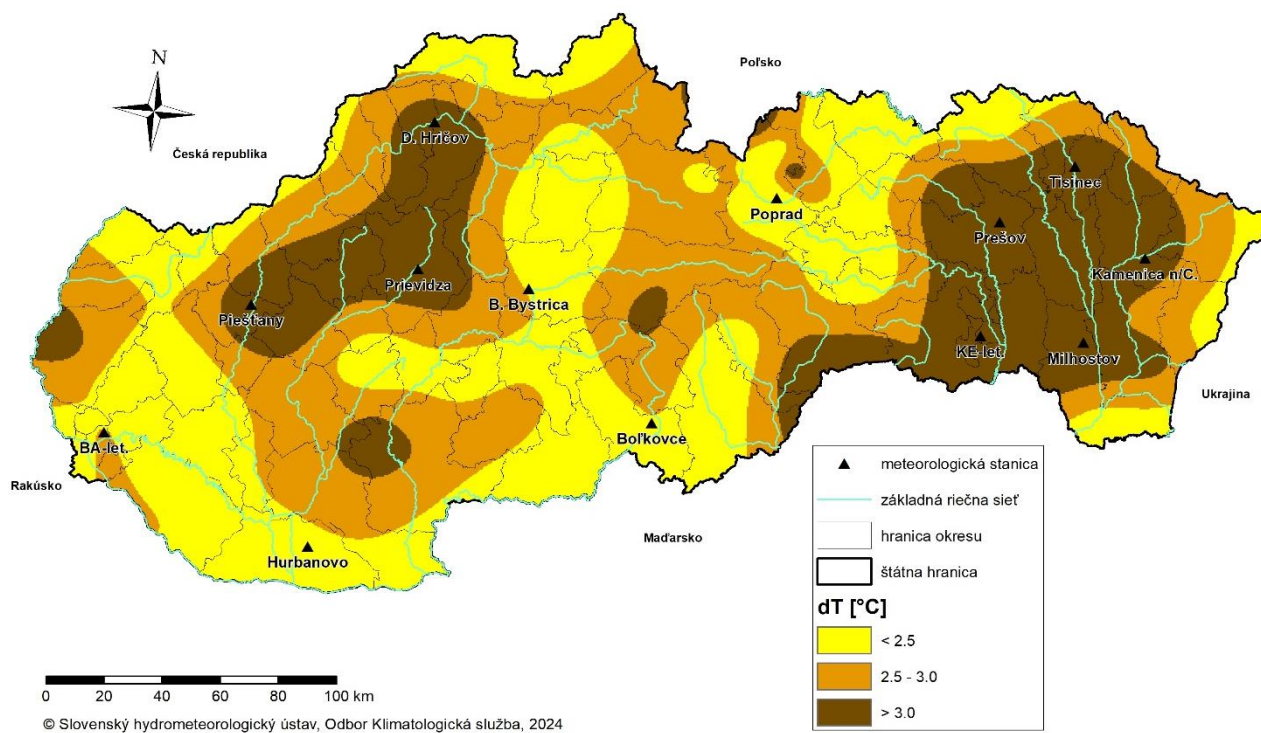 N
Poľsko
Česká republika
D. Hričov
Tisinec
Poprad
Prešov
Kamenica n/C.
Prievidza
B. Bystrica
Piešťany
KE-let.
Milhostov
Ukrajina
BA-let.
Boľkovce
Rakúsko
Maďarsko
Hurbanovo
meteorologická stanica
základná riečna sieť
hranica okresu
štátna hranica
dT [°C]
< 2.5
2.5 - 3.0
> 3.0
0 20 40 60 80 100 km
© Slovenský hydrometeorologický ústav, Odbor Klimatologická služba, 2024